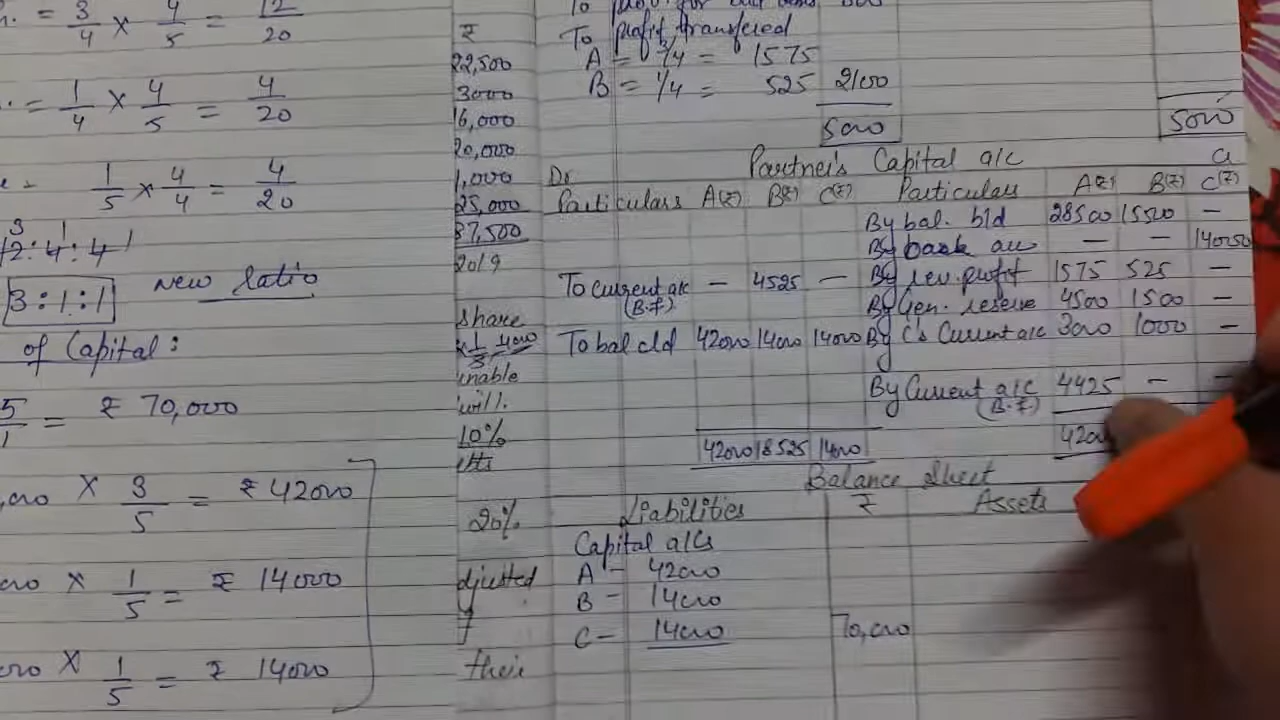 = 3/4 × 4/5 = 12/20
= 1/4 × 4/5 = 4/20
1/5 × 4/4 = 4/20
3 1 1
12:4:4
3:1:1 New Ratio
of Capital:
5/1 = ₹ 70,000
× 3/5 = ₹ 42000
× 1/5 = ₹ 14000
× 1/5 = ₹ 14000
₹
22,500
3000
16,000
20,000
1,000
25,000
87,500
2019
share
will
10%
20%
djusted
their
To profit transferred
A = 3/4 = 1575
B = 1/4 = 525 2100
5000 5000
Partner's Capital a/c
Dr Cr
Particulars A(₹) B(₹) C(₹) Particulars A(₹) B(₹) C(₹)
By bal. b/d 28500 15500 —
By bank a/c — — 14000
To Current a/c — 4525 — By rev. profit 1575 525 —
(B.f.) By Gen. reserve 4500 1500 —
To bal c/d 42000 14000 14000 By C's Current a/c 3000 1000 —
By Current a/c 4425 — —
(B.f.)
42000 18525 14000
Balance Sheet
Liabilities ₹ Assets
Capital a/cs
A — 42000
B — 14000
C — 14000 70,000